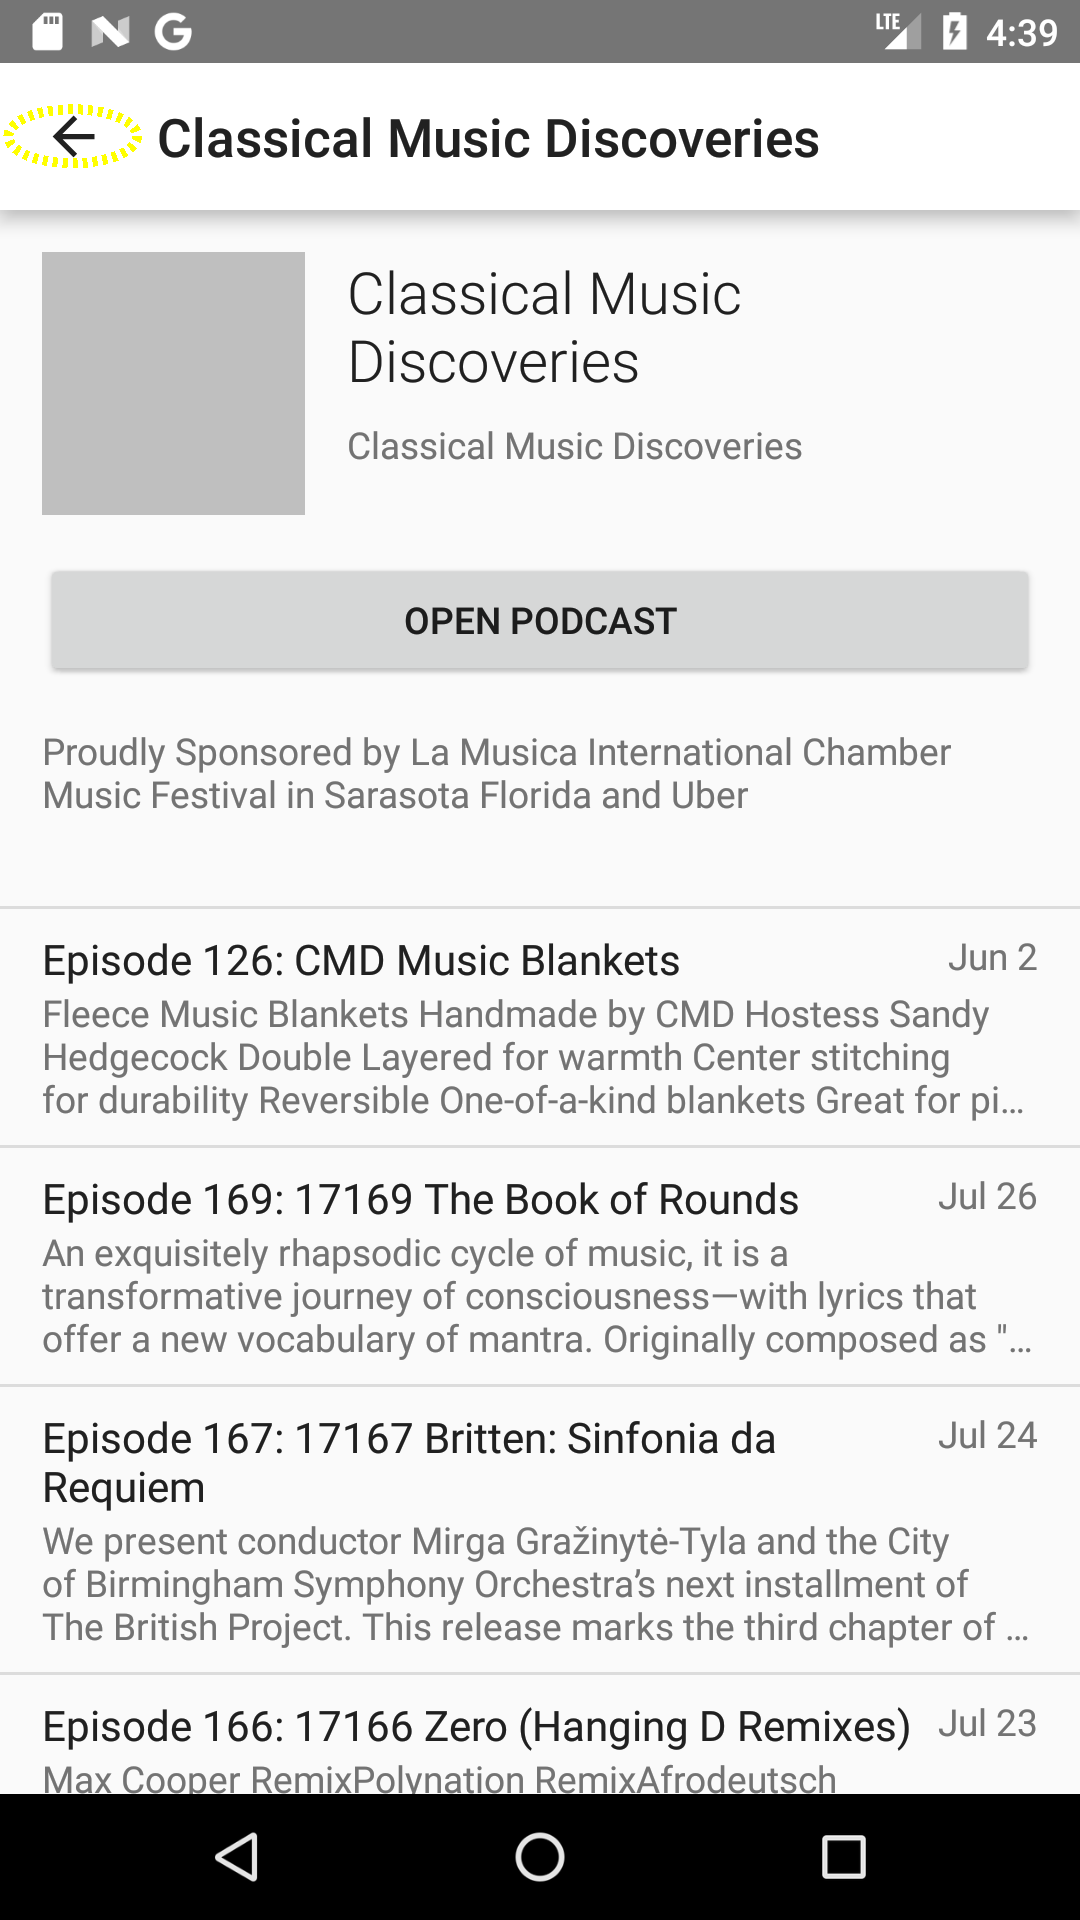 LTE 4:39
Classical Music Discoveries
Classical Music
Discoveries
Classical Music Discoveries
OPEN PODCAST
Proudly Sponsored by La Musica International Chamber
Music Festival in Sarasota Florida and Uber
Episode 126: CMD Music Blankets Jun 2
Fleece Music Blankets Handmade by CMD Hostess Sandy
Hedgecock Double Layered for warmth Center stitching
for durability Reversible One-of-a-kind blankets Great for pi...
Episode 169: 17169 The Book of Rounds Jul 26
An exquisitely rhapsodic cycle of music, it is a
transformative journey of consciousness—with lyrics that
offer a new vocabulary of mantra. Originally composed as "...
Episode 167: 17167 Britten: Sinfonia da Jul 24
Requiem
We present conductor Mirga Gražinytė-Tyla and the City
of Birmingham Symphony Orchestra’s next installment of
The British Project. This release marks the third chapter of ...
Episode 166: 17166 Zero (Hanging D Remixes) Jul 23
Max Cooper RemixPolynation RemixAfrodeutsch